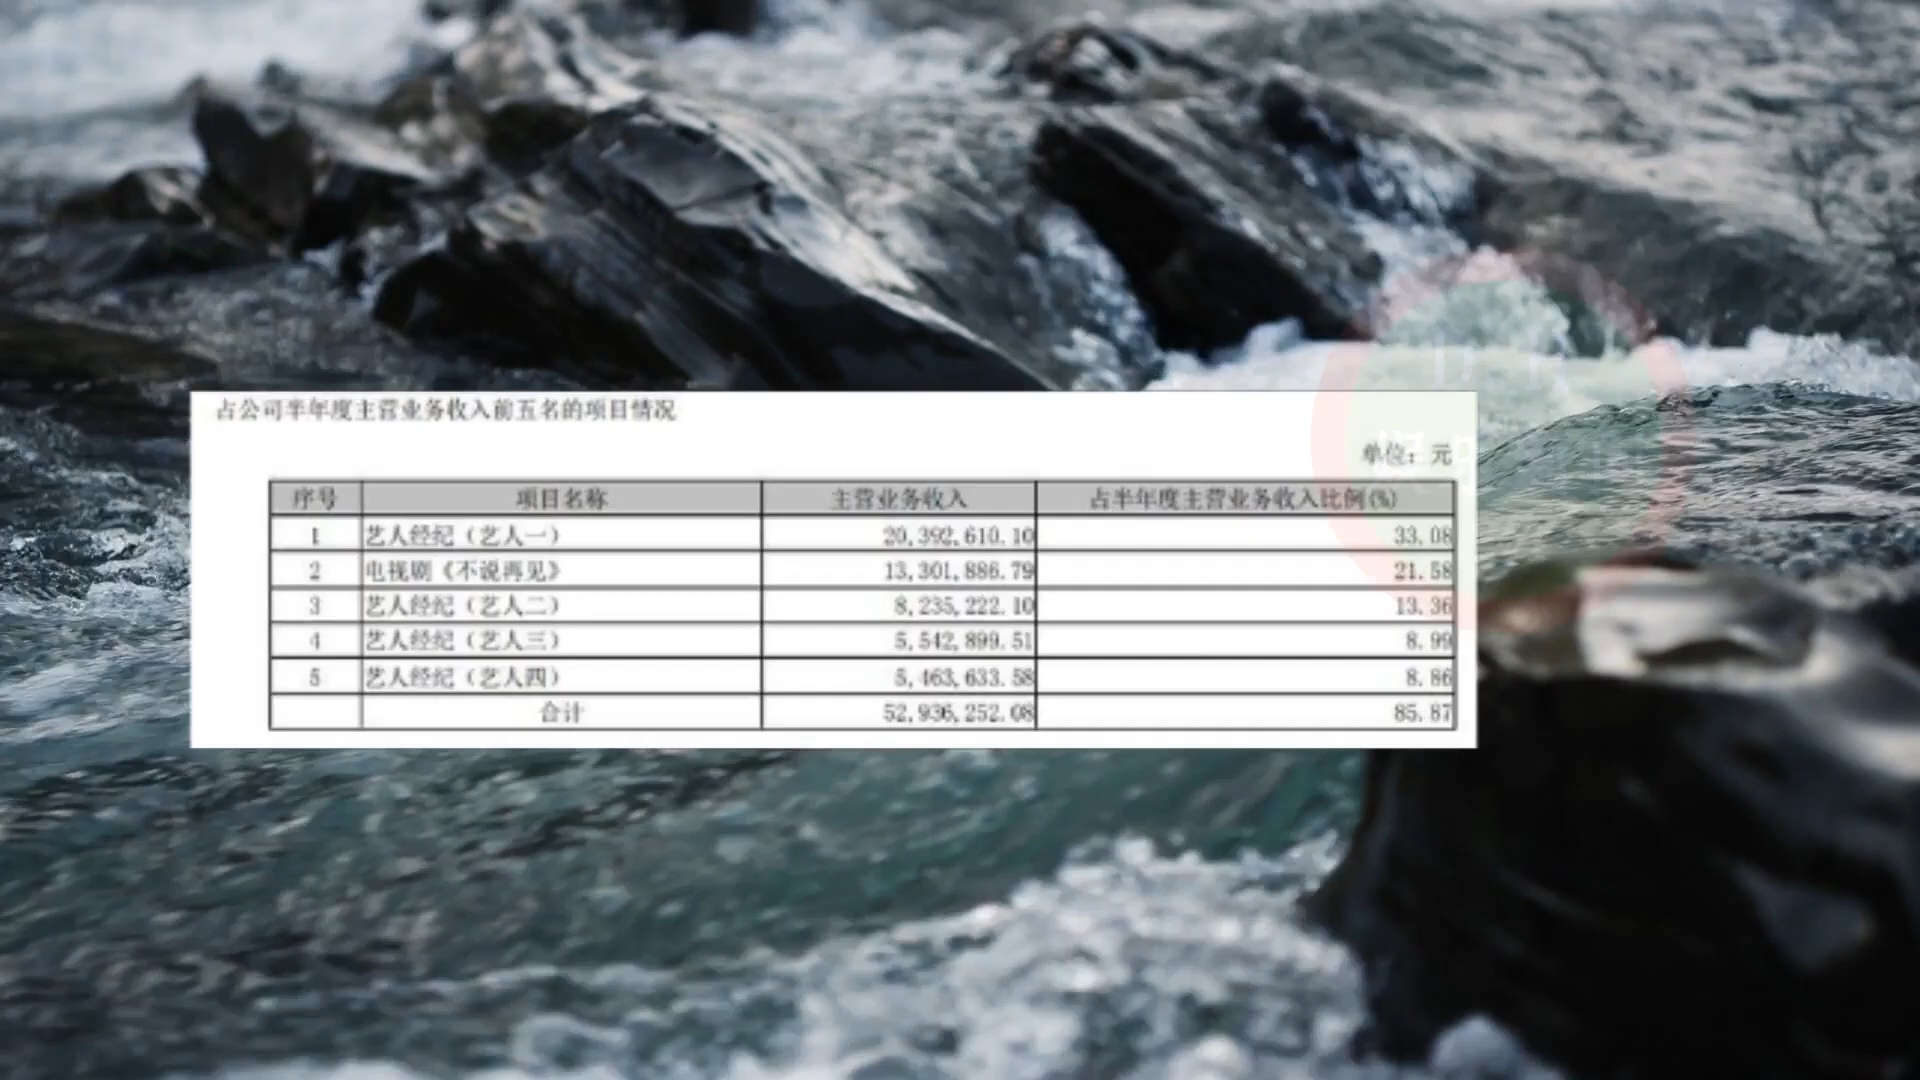 占公司半年度主营业务收入前五名的项目情况
单位：元
序号 项目名称 主营业务收入 占半年度主营业务收入比例(%)
1 艺人经纪（艺人一） 20,392,610.10 33.08
2 电视剧《不说再见》 13,301,886.79 21.58
3 艺人经纪（艺人二） 8,235,222.10 13.36
4 艺人经纪（艺人三） 5,542,899.51 8.99
5 艺人经纪（艺人四） 5,463,633.58 8.86
合计 52,936,252.08 85.87